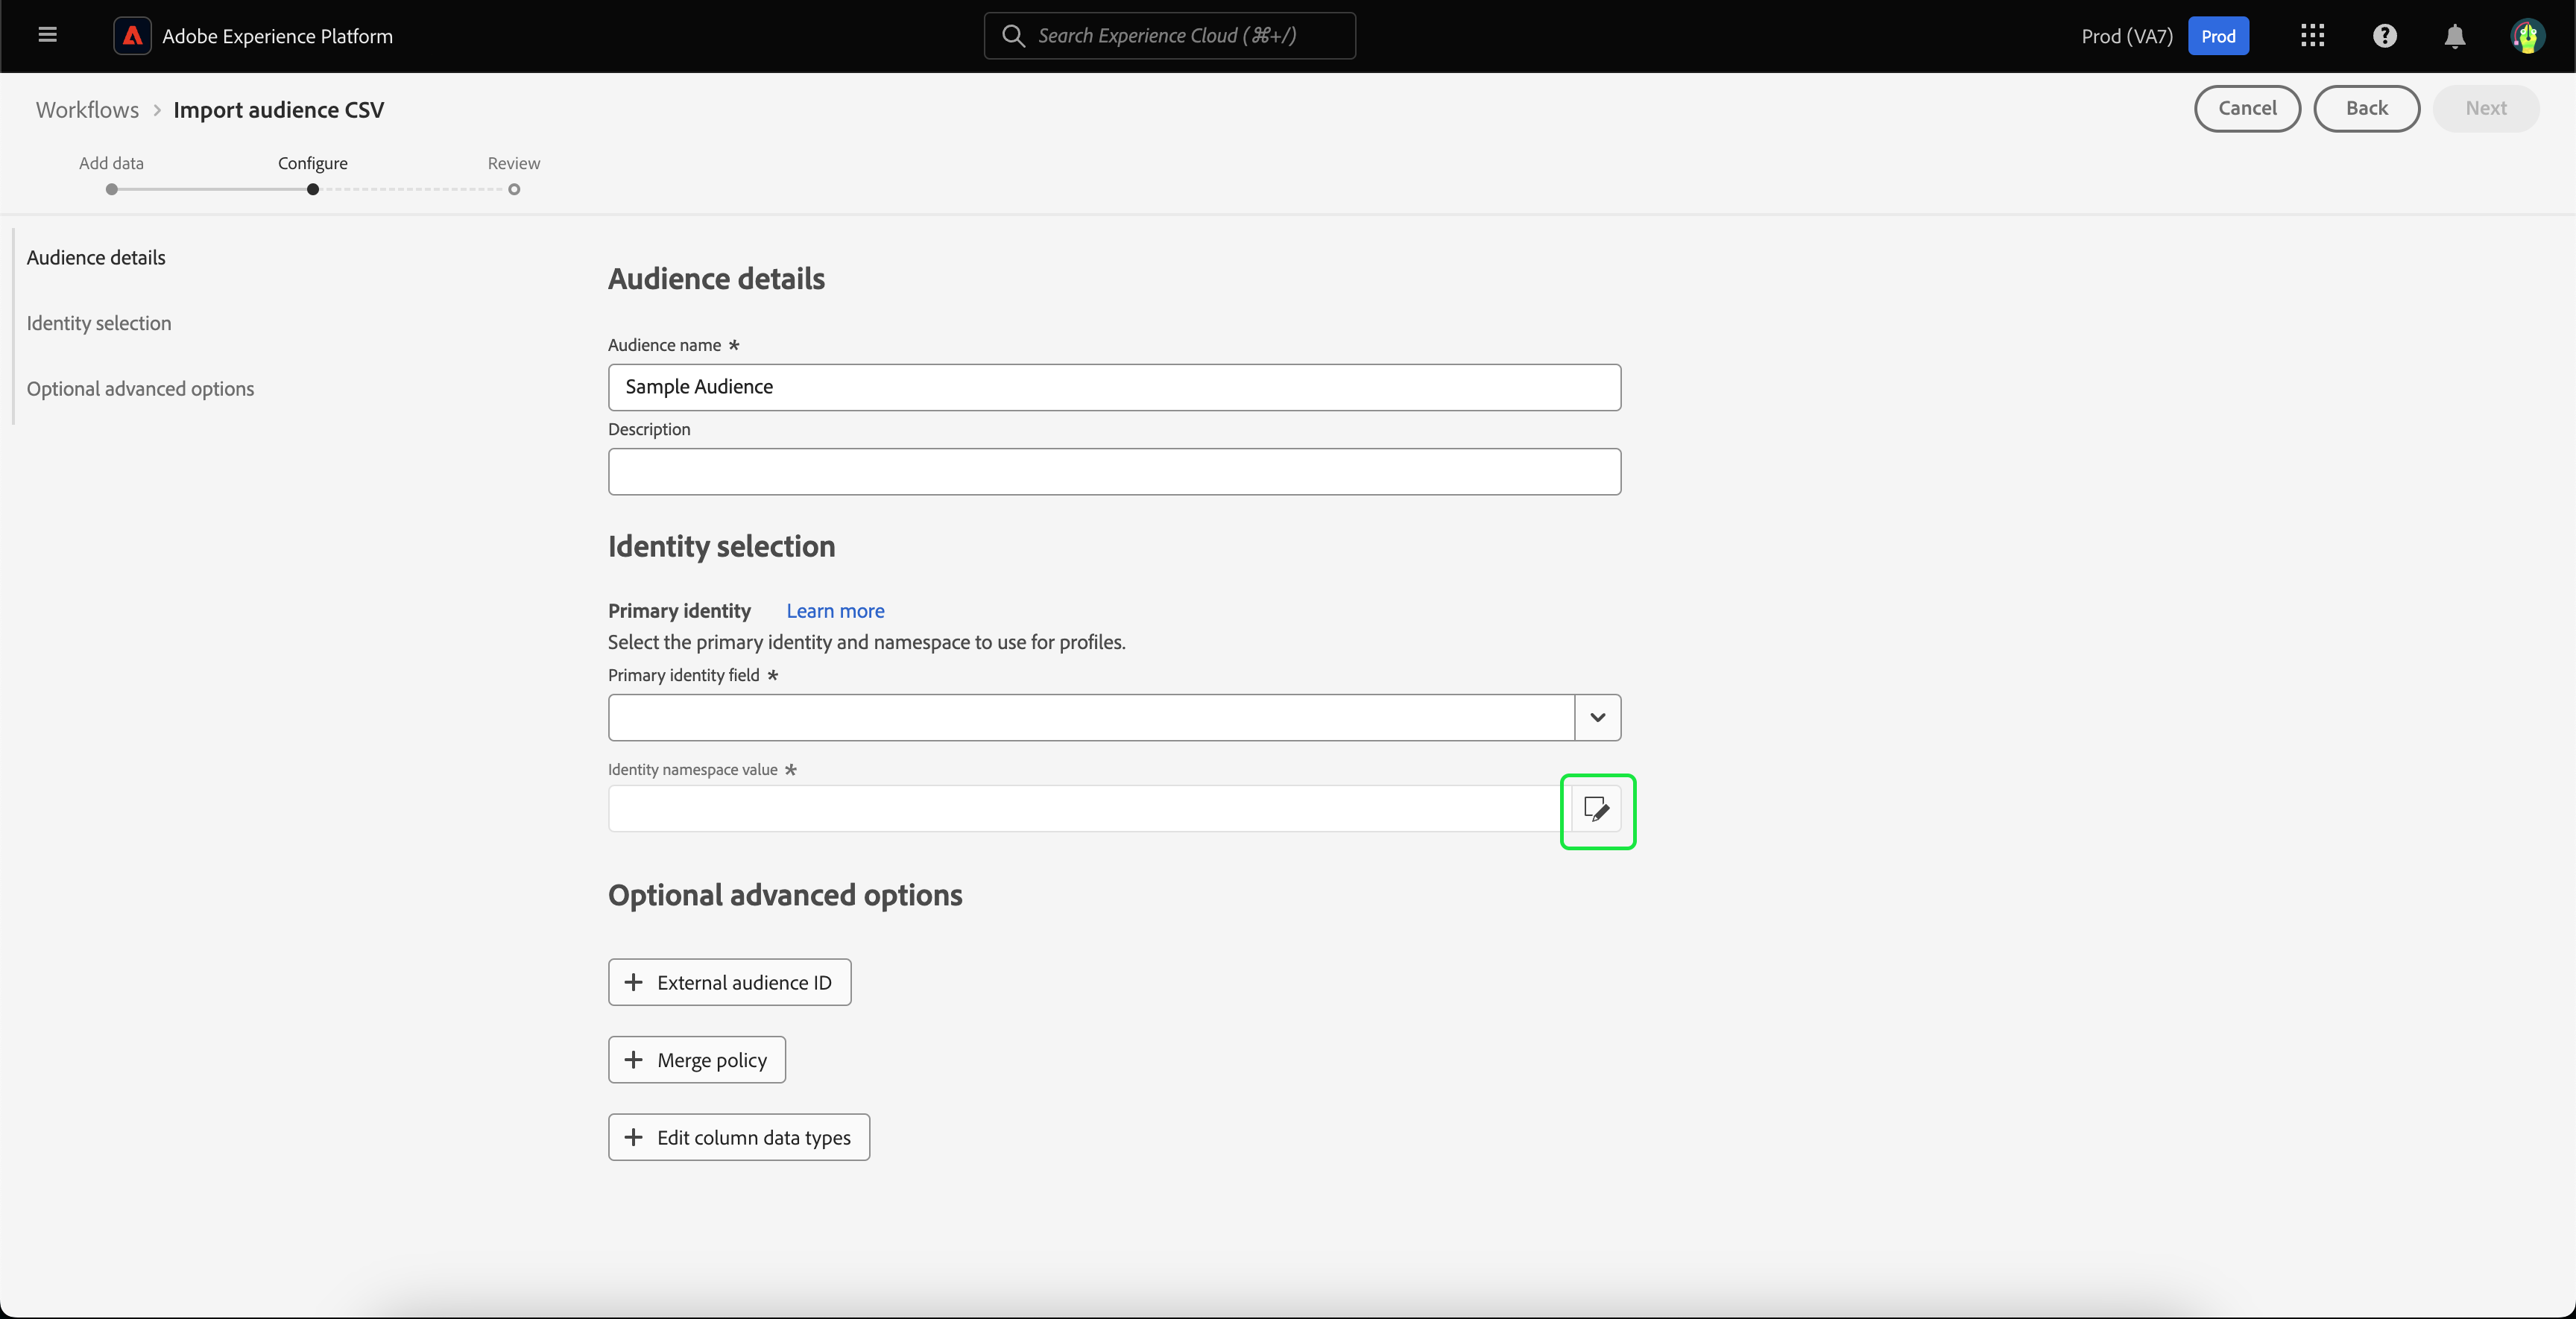 Adobe Experience Platform
Search Experience Cloud (⌘+/)
Prod (VA7)
Prod
Workflows > Import audience CSV
Cancel
Back
Next
Add data
Configure
Review
Audience details
Identity selection
Optional advanced options
Audience details
Audience name *
Sample Audience
Description
Identity selection
Primary identity Learn more
Select the primary identity and namespace to use for profiles.
Primary identity field *
Identity namespace value *
Optional advanced options
+ External audience ID
+ Merge policy
+ Edit column data types